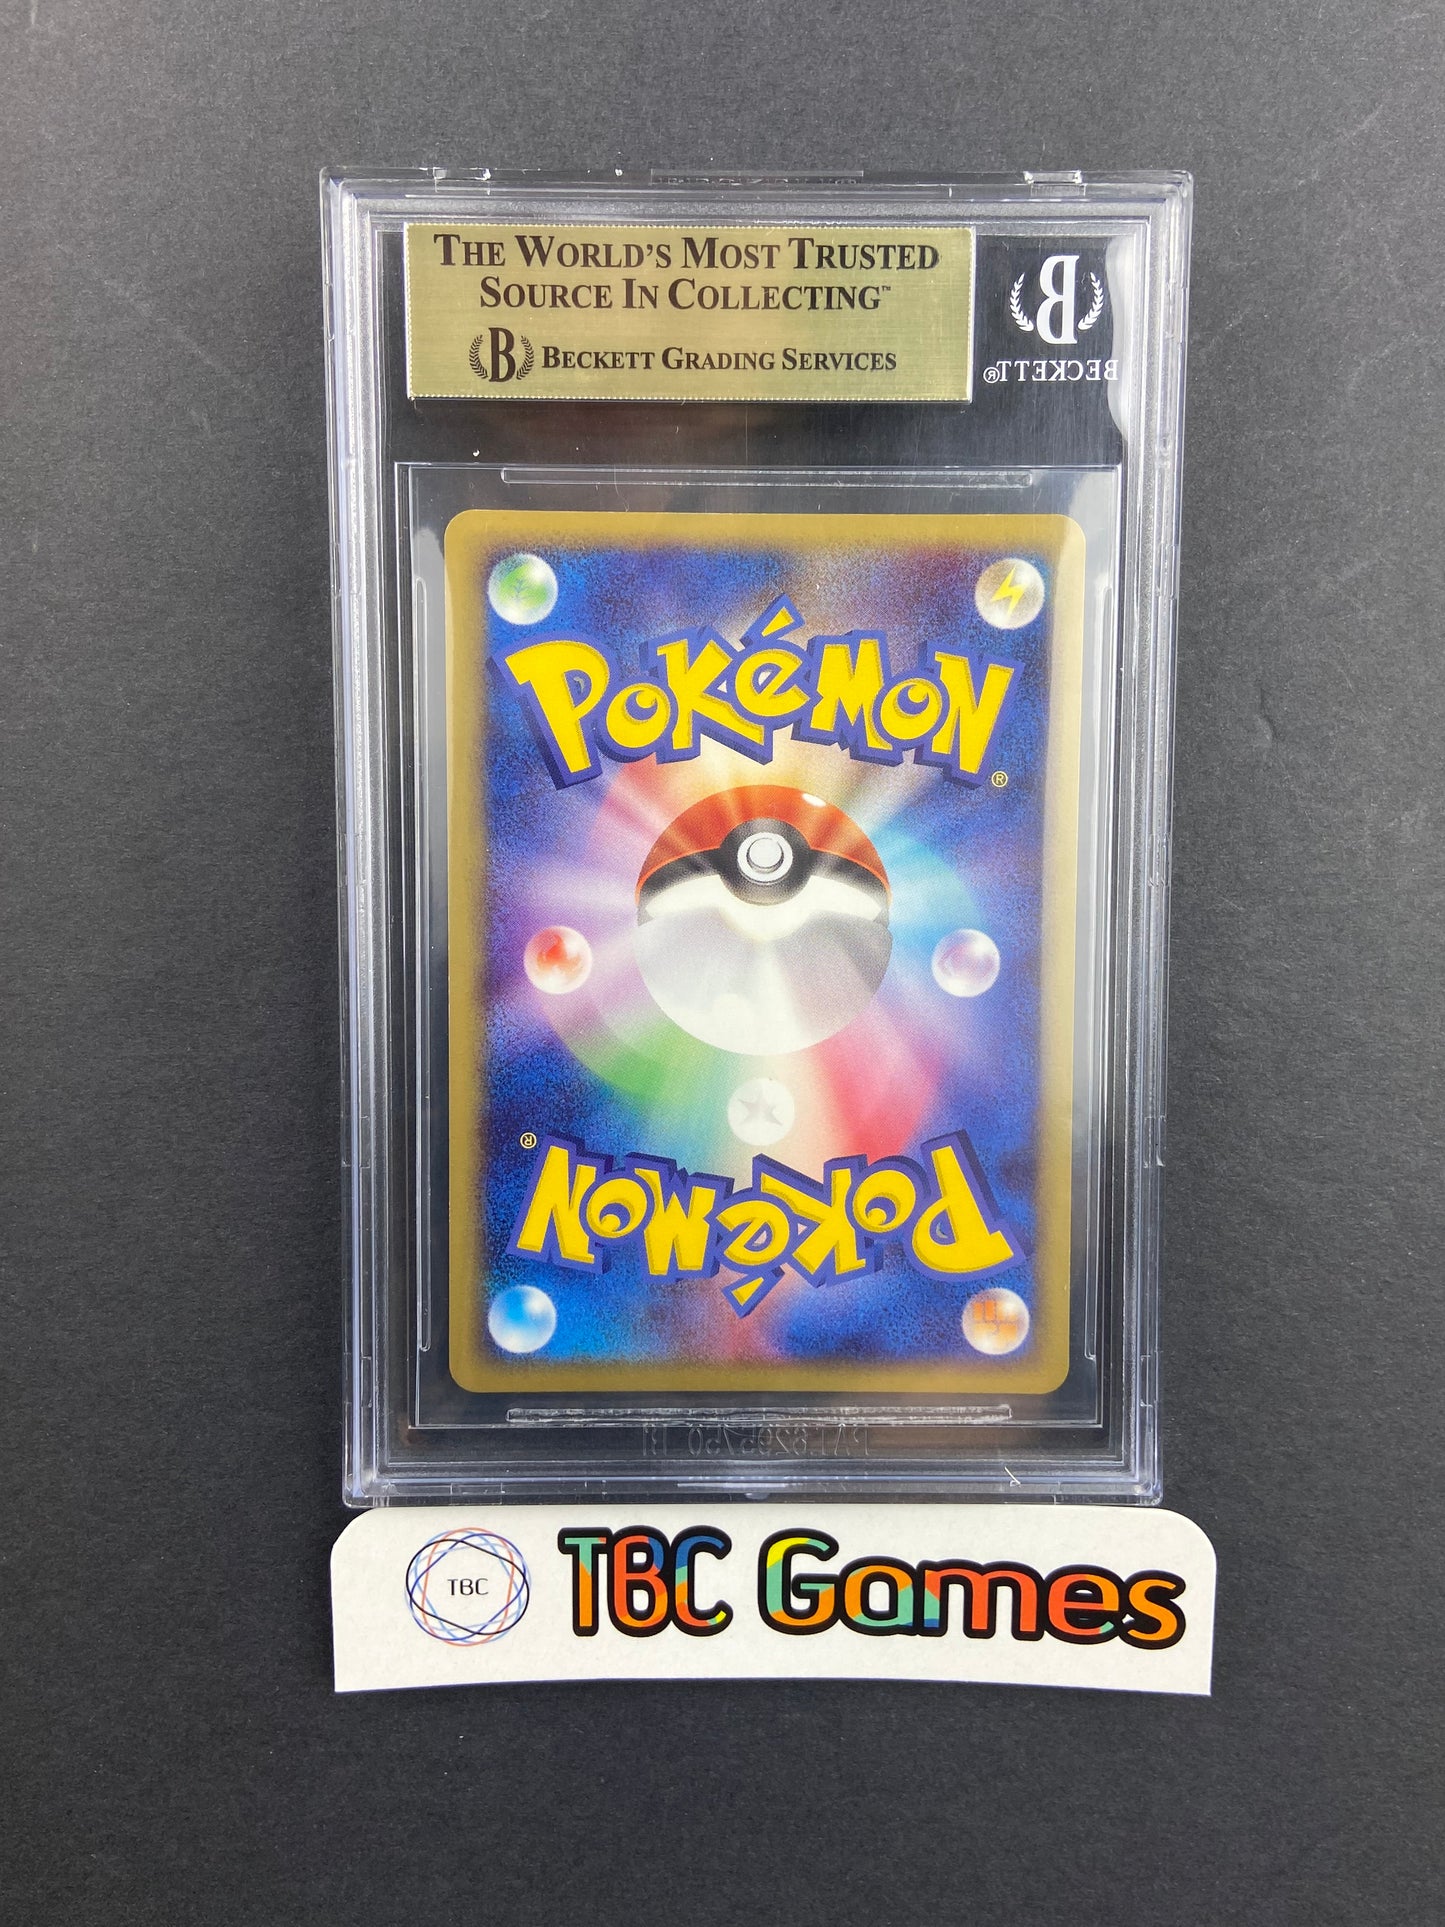 THE WORLD'S MOST TRUSTED
SOURCE IN COLLECTING™
B BECKETT GRADING SERVICES
B
BECKETT®
POKéMON
®
POKéMON
®
TBC
TBC Games